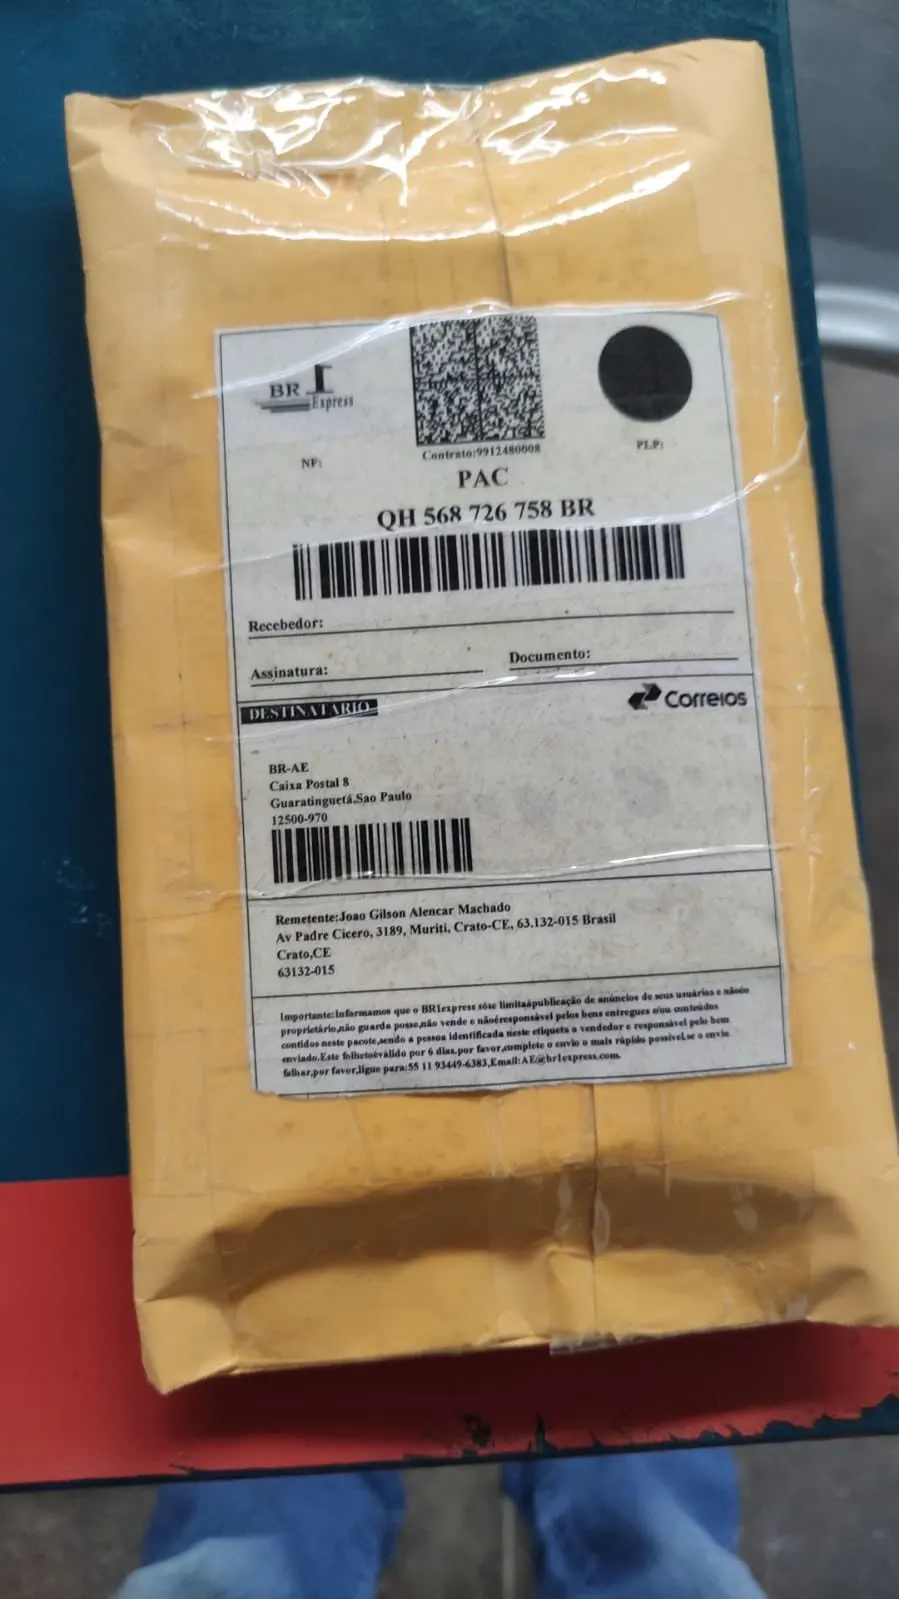 BR 1
Express
NF:
Contrato:9912480008
PLP:
PAC
QH 568 726 758 BR
Recebedor:
Assinatura:
Documento:
DESTINATARIO
Correios
BR-AE
Caixa Postal 8
Guaratinguetá,Sao Paulo
12500-970
Remetente:Joao Gilson Alencar Machado
Av Padre Cicero, 3189, Muriti, Crato-CE, 63.132-015 Brasil
Crato,CE
63132-015
Importante:Informamos que o BR1express sóse limitaàpublicação de anúncios de seus usuários e nãoéo
proprietário,não guarda posse,não vende e nãoéresponsável pelos bens entregues e/ou conteúdos
contidos neste pacote,sendo a pessoa identificada neste etiqueta o vendedor e responsável pelo bem
enviado.Este folhetoéválido por 6 dias,por favor,complete o envio o mais rápido possível,se o envio
falhar,por favor,ligue para:55 11 93449-6383,Email:AE@br1express.com.